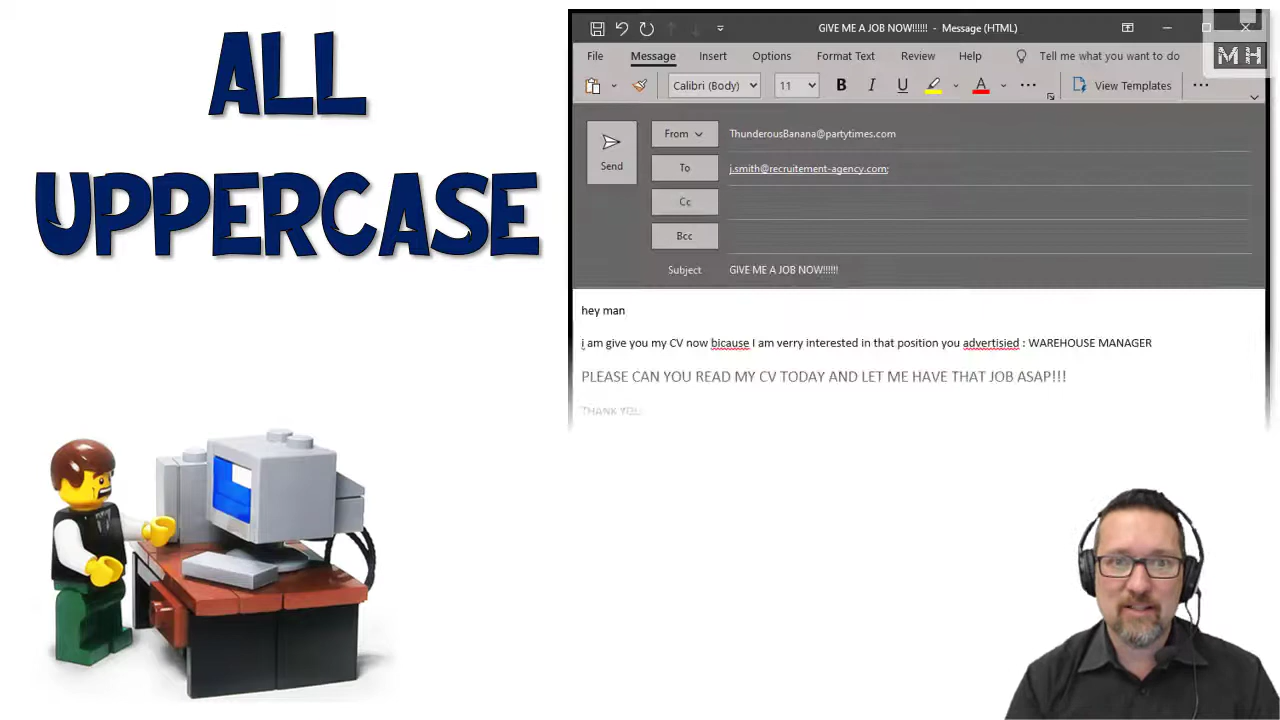 ALL
UPPERCASE
GIVE ME A JOB NOW!!!!!! - Message (HTML)
M H
File Message Insert Options Format Text Review Help Tell me what you want to do
Calibri (Body) 11 B I U A View Templates
Send
From ThunderousBanana@partytimes.com
To j.smith@recruitement-agency.com;
Cc
Bcc
Subject GIVE ME A JOB NOW!!!!!!
hey man
i am give you my CV now bicause I am verry interested in that position you advertisied : WAREHOUSE MANAGER
PLEASE CAN YOU READ MY CV TODAY AND LET ME HAVE THAT JOB ASAP!!!
THANK YOU